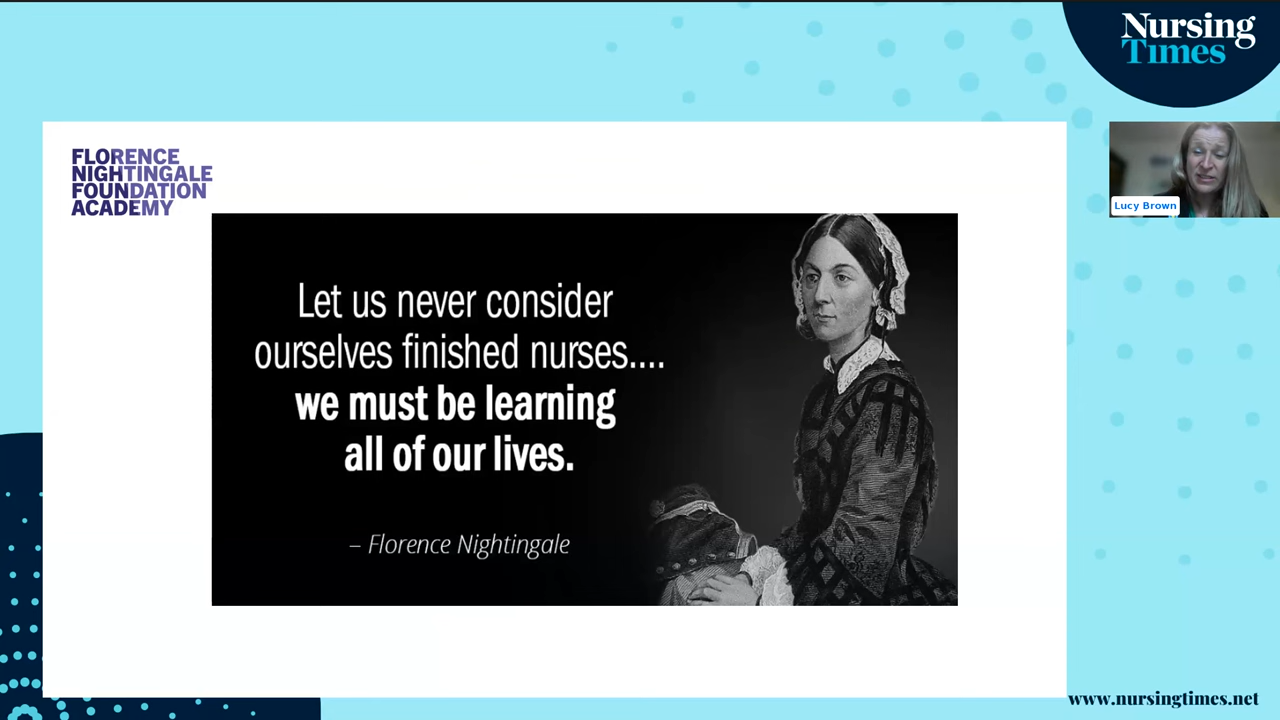 Nursing
Times
FLORENCE
NIGHTINGALE
FOUNDATION
ACADEMY
Let us never consider
ourselves finished nurses....
we must be learning
all of our lives.
– Florence Nightingale
Lucy Brown
www.nursingtimes.net